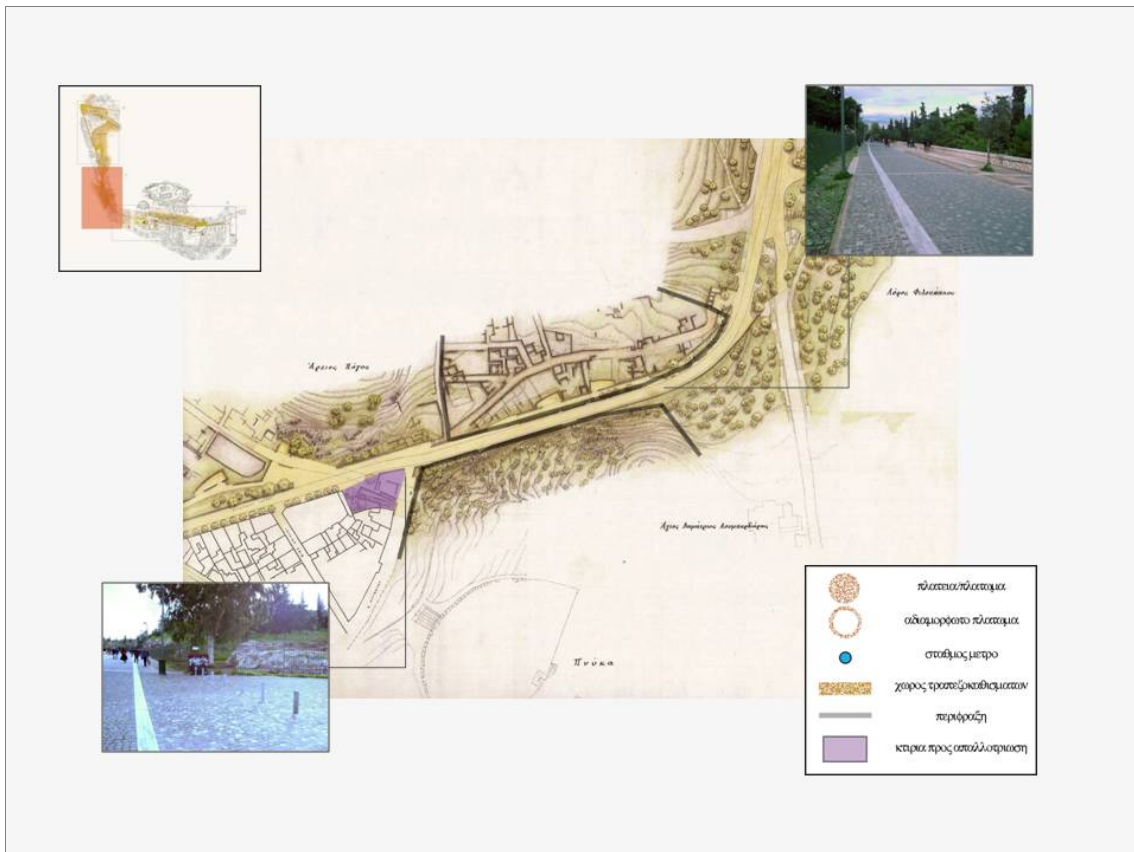 Λόφος Φιλοπάππου
Άρειος Πάγος
Άγιος Δημήτριος Λουμπαρδιάρης
Πνύκα
πλατεια/πλατωμα
αδιαμορφωτο πλατωμα
σταθμος μετρο
χωρος τραπεζοκαθισματων
περιφραξη
κτιρια προς απαλλοτριωση